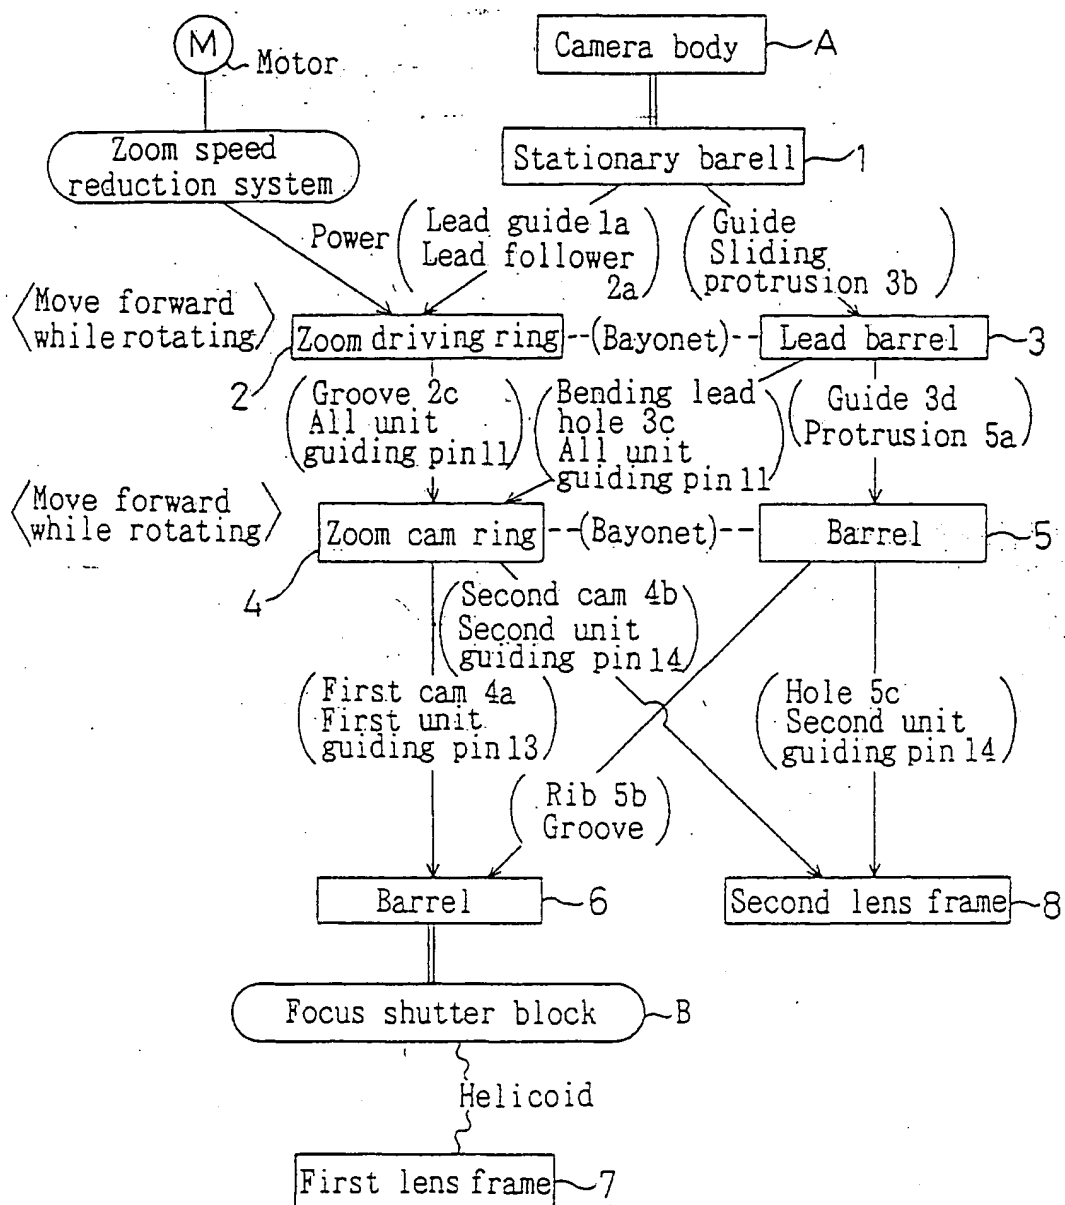 M
Motor
Camera body
A
Zoom speed
reduction system
Stationary barell
1
Power
Lead guide 1a
Lead follower
2a
Guide
Sliding
protrusion 3b
Move forward
while rotating
Zoom driving ring
(Bayonet)
Lead barrel
3
2
Groove 2c
All unit
guiding pin 11
Bending lead
hole 3c
All unit
guiding pin 11
Guide 3d
Protrusion 5a
Move forward
while rotating
Zoom cam ring
(Bayonet)
Barrel
5
4
Second cam 4b
Second unit
guiding pin 14
First cam 4a
First unit
guiding pin 13
Hole 5c
Second unit
guiding pin 14
Rib 5b
Groove
Barrel
6
Second lens frame
8
Focus shutter block
B
Helicoid
First lens frame
7